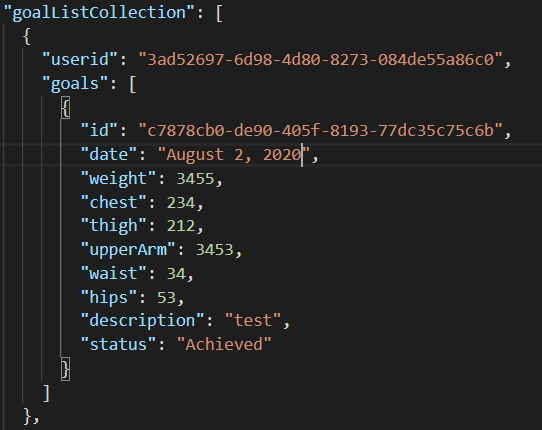 "goalListCollection": [
{
"userid": "3ad52697-6d98-4d80-8273-084de55a86c0",
"goals": [
{
"id": "c7878cb0-de90-405f-8193-77dc35c75c6b",
"date": "August 2, 2020",
"weight": 3455,
"chest": 234,
"thigh": 212,
"upperArm": 3453,
"waist": 34,
"hips": 53,
"description": "test",
"status": "Achieved"
}
]
},